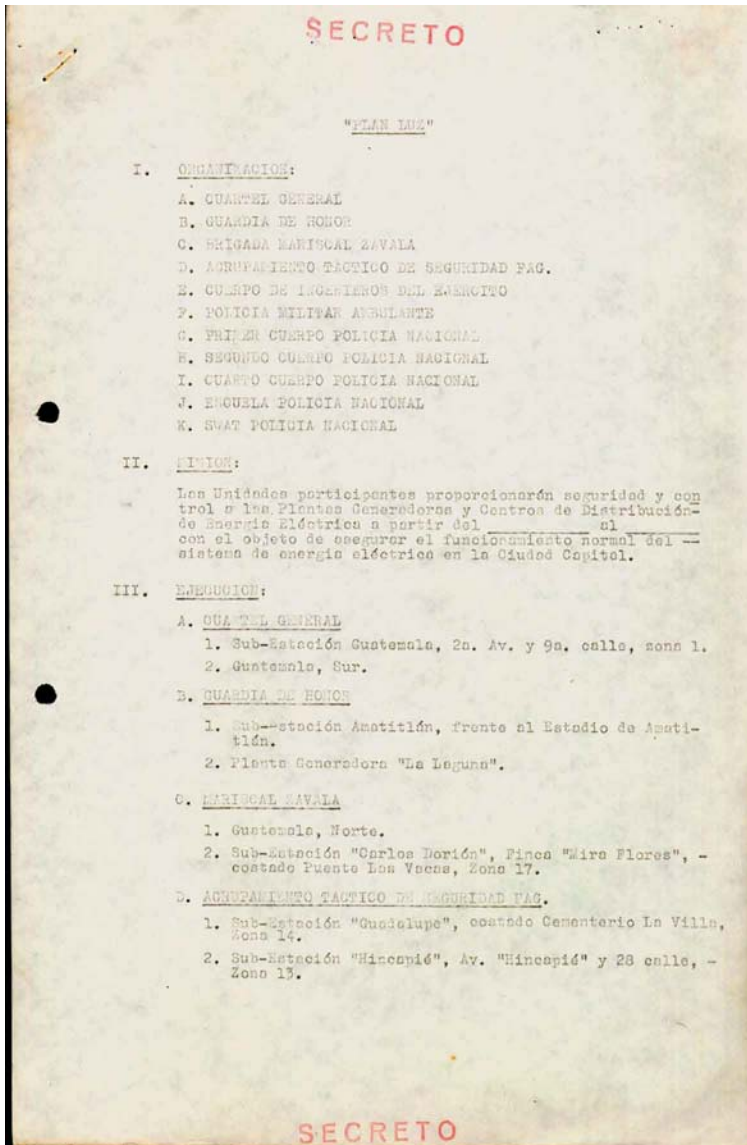 SECRETO
"PLAN LUZ"
I. ORGANIZACION:
A. CUARTEL GENERAL
B. GUARDIA DE HONOR
C. BRIGADA MARISCAL ZAVALA
D. AGRUPAMIENTO TACTICO DE SEGURIDAD FAG.
E. CUERPO DE INGENIEROS DEL EJERCITO
F. POLICIA MILITAR AMBULANTE
G. PRIMER CUERPO POLICIA NACIONAL
H. SEGUNDO CUERPO POLICIA NACIONAL
I. CUARTO CUERPO POLICIA NACIONAL
J. ESCUELA POLICIA NACIONAL
K. SWAT POLICIA NACIONAL
II. MISION:
Las Unidades participantes proporcionarán seguridad y con
trol a las Plantas Generadoras y Centros de Distribución-
de Energía Eléctrica a partir del __________ al __________
con el objeto de asegurar el funcionamiento normal del --
sistema de energía eléctrica en la Ciudad Capital.
III. EJECUCION:
A. CUARTEL GENERAL
1. Sub-Estación Guatemala, 2a. Av. y 9a. calle, zona 1.
2. Guatemala, Sur.
B. GUARDIA DE HONOR
1. Sub-Estación Amatitlán, frente al Estadio de Amati-
tlán.
2. Planta Generadora "La Laguna".
C. MARISCAL ZAVALA
1. Guatemala, Norte.
2. Sub-Estación "Carlos Dorión", Finca "Mira Flores", -
costado Puente Las Vacas, Zona 17.
D. AGRUPAMIENTO TACTICO DE SEGURIDAD FAG.
1. Sub-Estación "Guadalupe", costado Cementerio La Villa,
Zona 14.
2. Sub-Estación "Hincapié", Av. "Hincapié" y 28 calle, -
Zona 13.
SECRETO